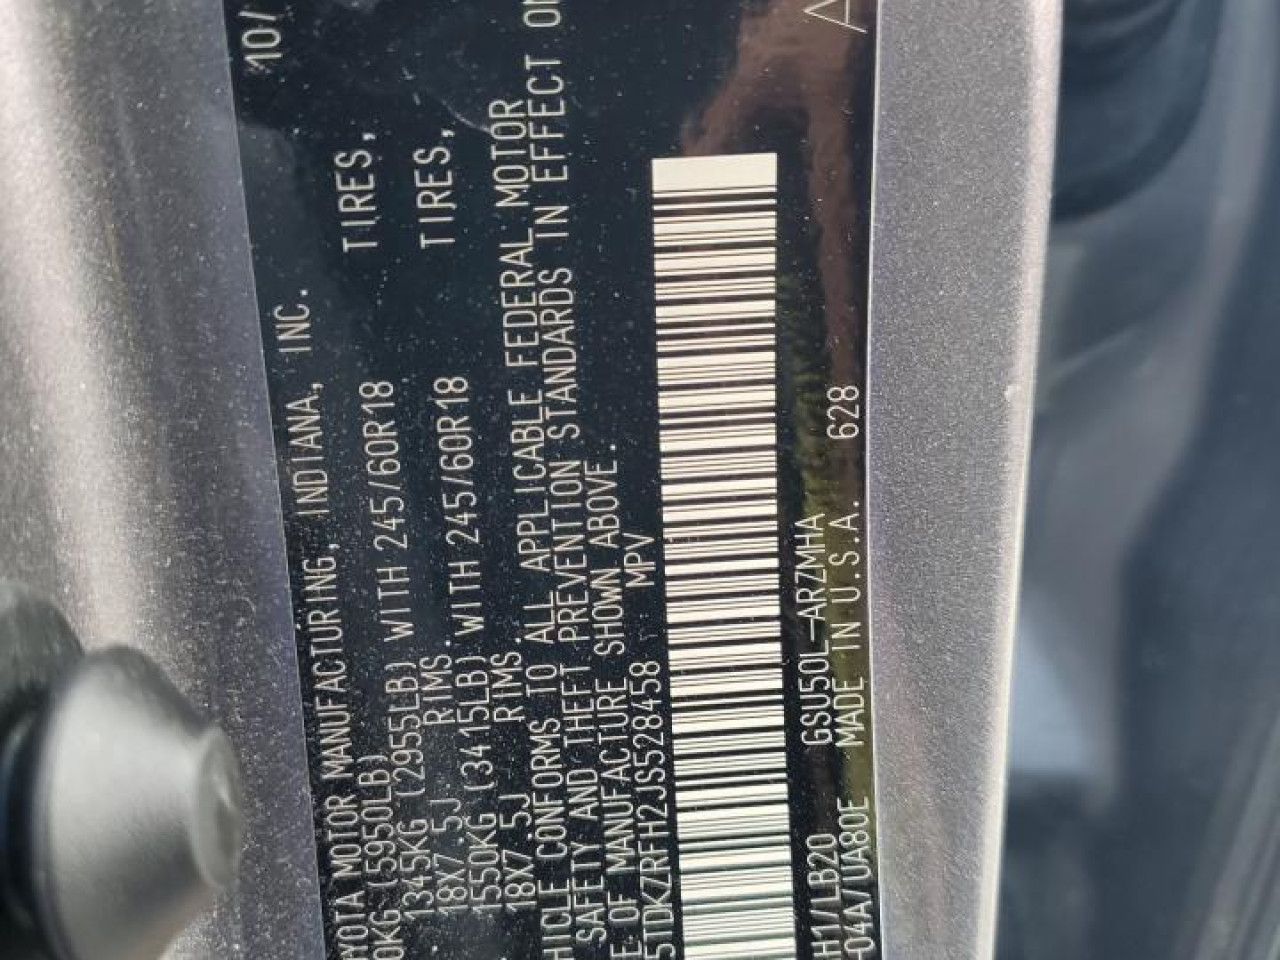 YOTA MOTOR MANUFACTURING, INDIANA, INC. 10/
0KG (5950LB)
1345KG (2955LB) WITH 245/60R18 TIRES,
18X7.5J RIMS.
1550KG (3415LB) WITH 245/60R18 TIRES,
18X7.5J RIMS.
HICLE CONFORMS TO ALL APPLICABLE FEDERAL MOTOR
SAFETY AND THEFT PREVENTION STANDARDS IN EFFECT ON
E OF MANUFACTURE SHOWN ABOVE.
5TDKZRFH2JS528458 MPV
H1/LB20 GSU50L-ARZMHA
-04A/UA80E MADE IN U.S.A. 628
A